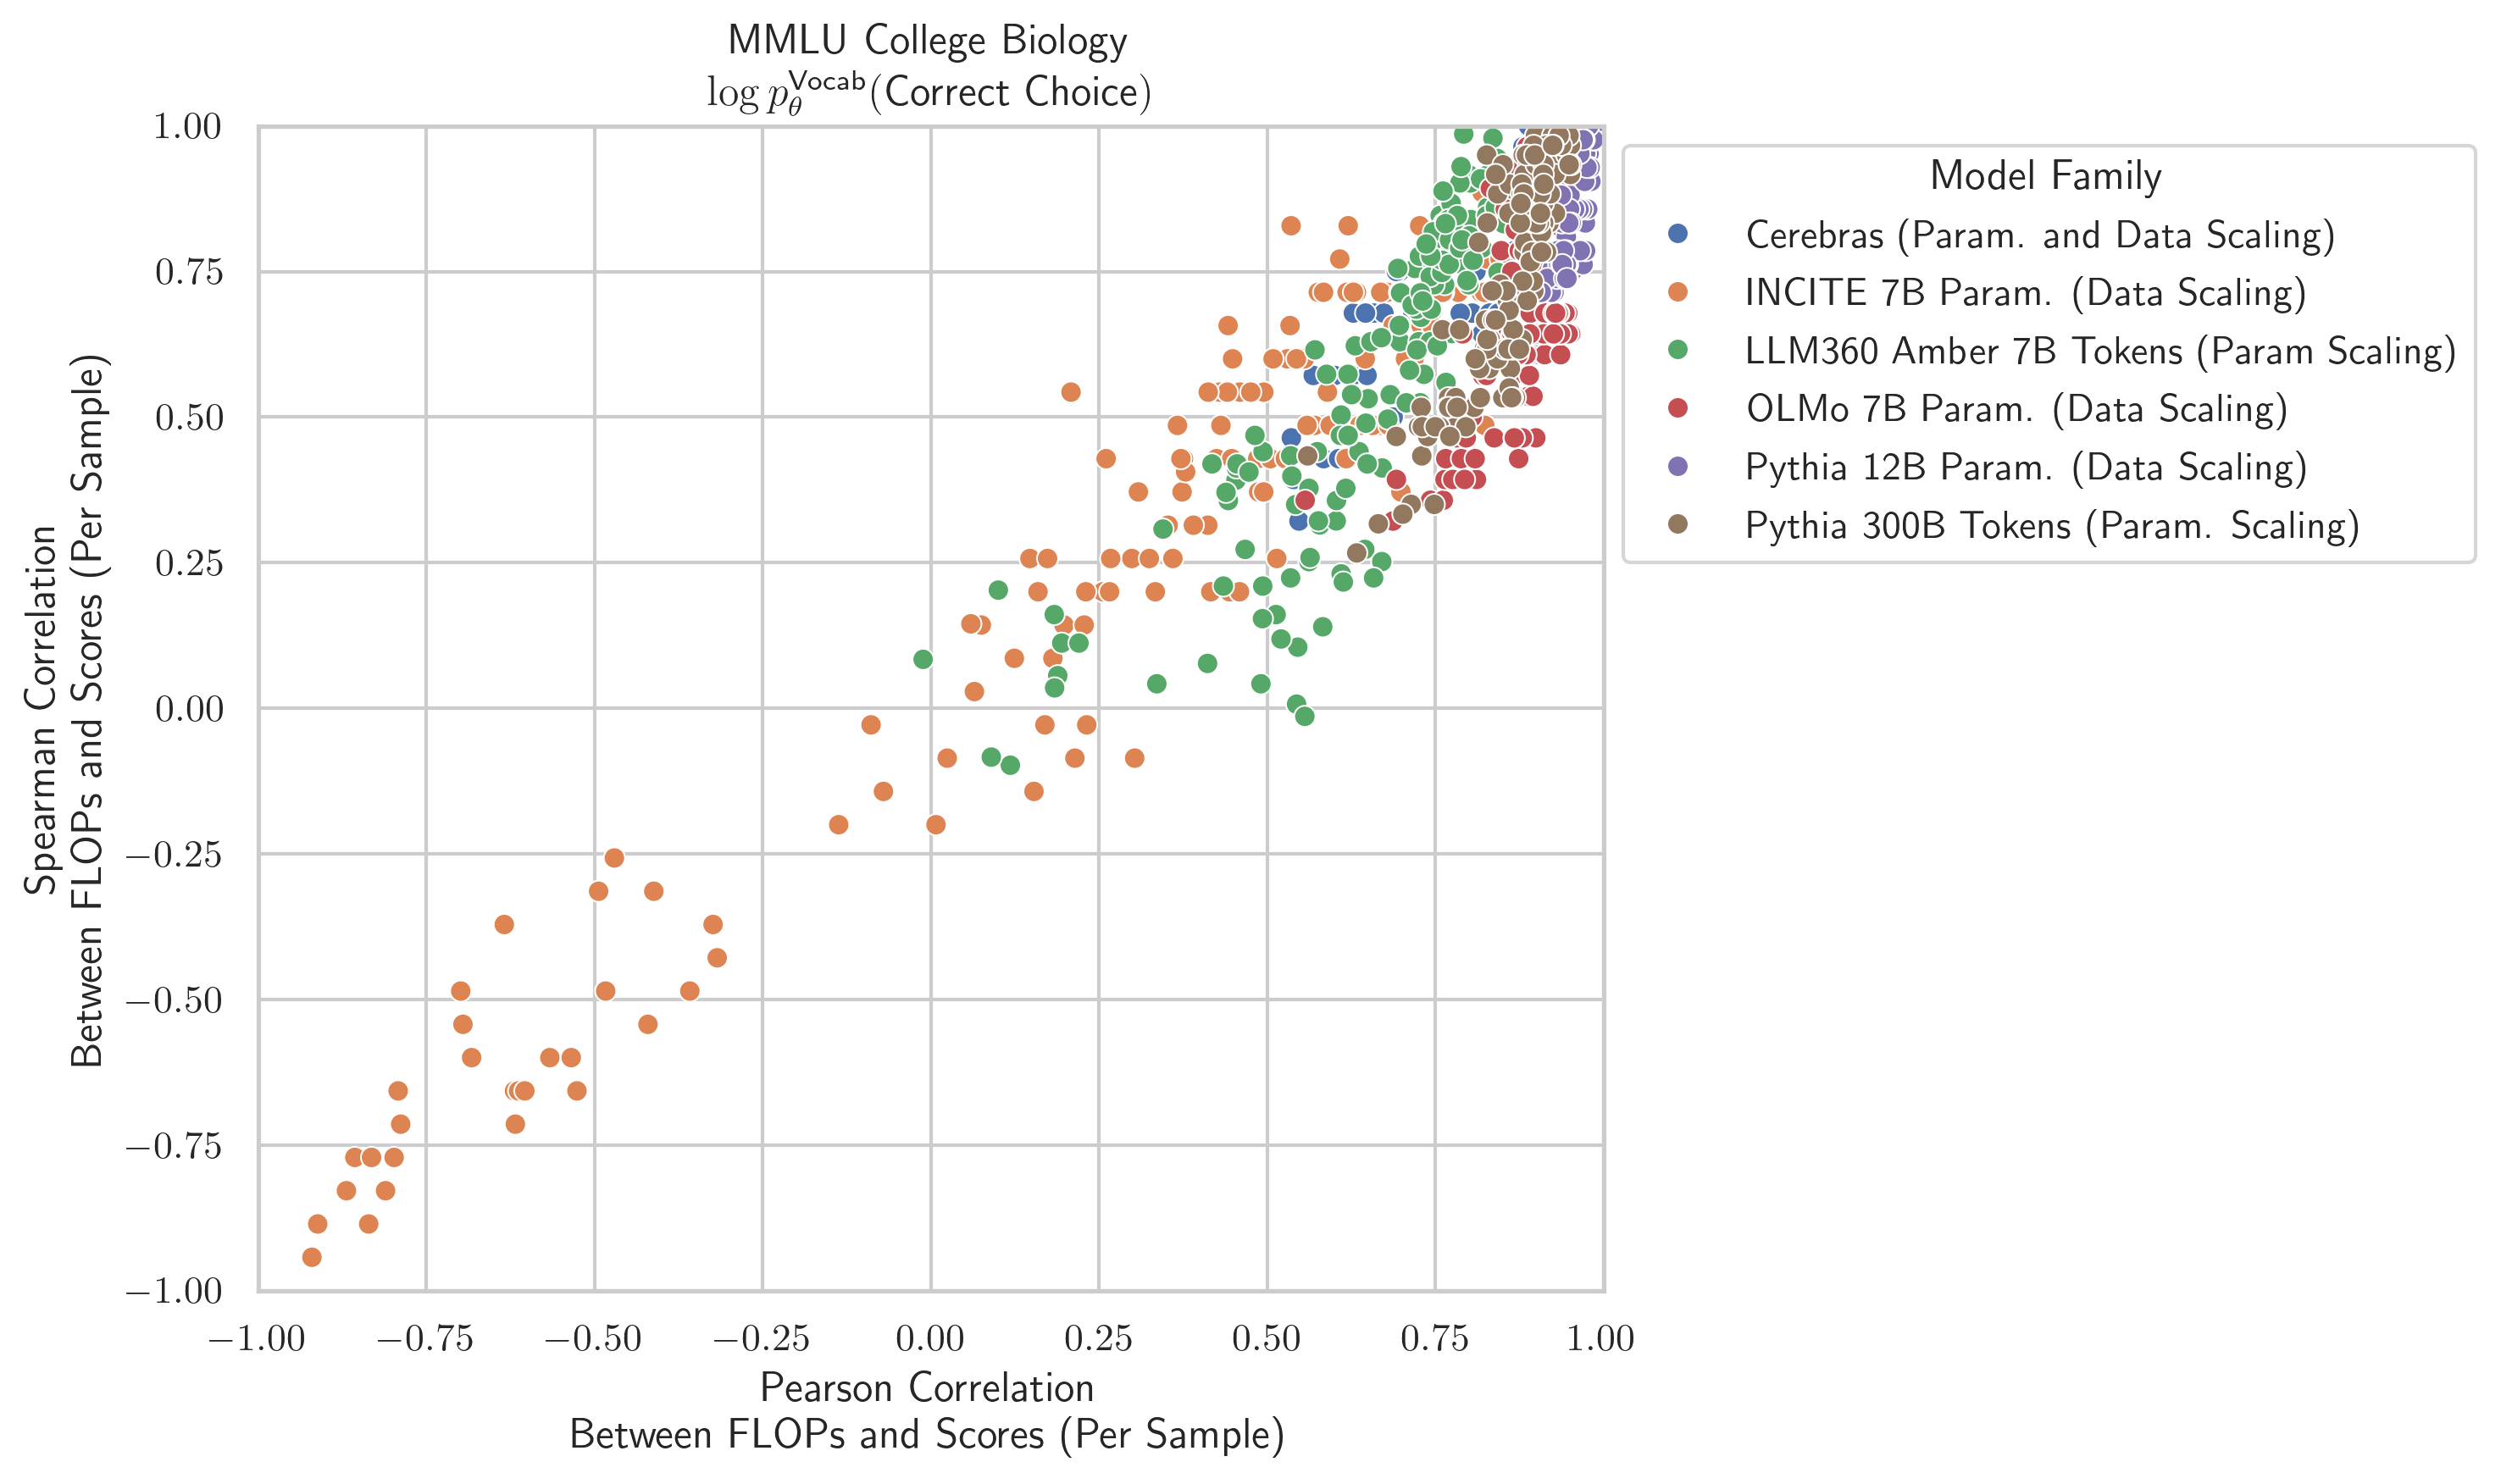 MMLU College Biology
log p_θ^Vocab(Correct Choice)
1.00
0.75
0.50
0.25
0.00
−0.25
−0.50
−0.75
−1.00
Spearman Correlation
Between FLOPs and Scores (Per Sample)
−1.00 −0.75 −0.50 −0.25 0.00 0.25 0.50 0.75 1.00
Pearson Correlation
Between FLOPs and Scores (Per Sample)
Model Family
Cerebras (Param. and Data Scaling)
INCITE 7B Param. (Data Scaling)
LLM360 Amber 7B Tokens (Param Scaling)
OLMo 7B Param. (Data Scaling)
Pythia 12B Param. (Data Scaling)
Pythia 300B Tokens (Param. Scaling)